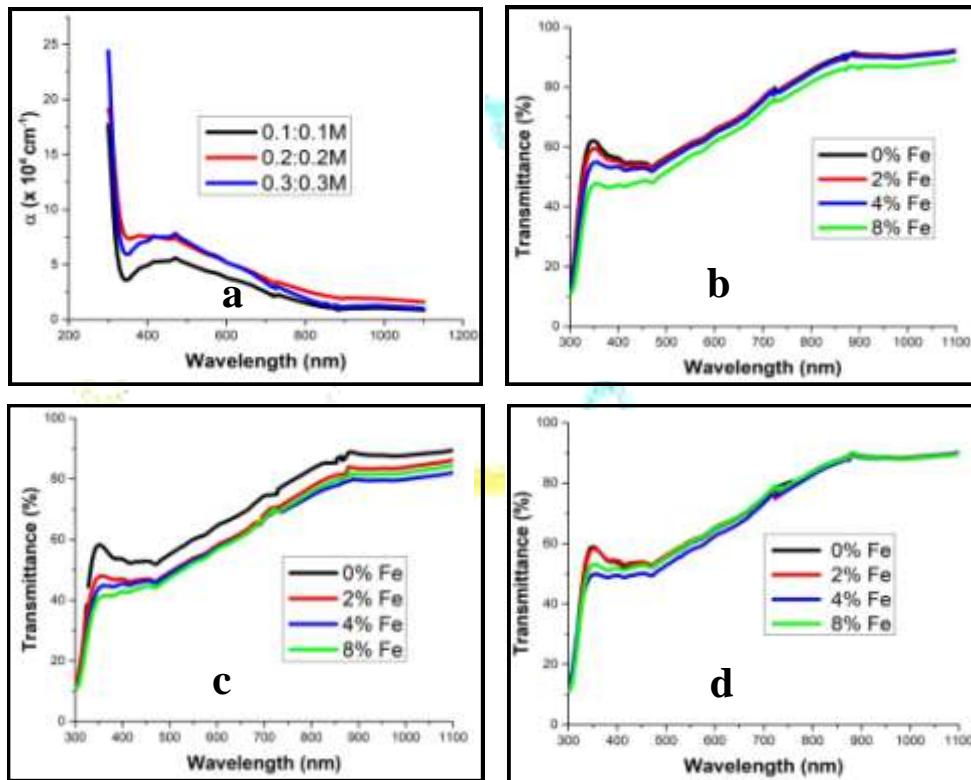 25
20
15
10
5
0
α (x 10⁴ cm⁻¹)
0.1:0.1M
0.2:0.2M
0.3:0.3M
a
200 400 600 800 1000 1200
Wavelength (nm)
100
80
60
40
20
0
Transmittance (%)
0% Fe
2% Fe
4% Fe
8% Fe
b
300 400 500 600 700 800 900 1000 1100
Wavelength (nm)
100
80
60
40
20
0
Transmittance (%)
0% Fe
2% Fe
4% Fe
8% Fe
c
300 400 500 600 700 800 900 1000 1100
Wavelength (nm)
100
80
60
40
20
0
Transmittance (%)
0% Fe
2% Fe
4% Fe
8% Fe
d
300 400 500 600 700 800 900 1000 1100
Wavelength (nm)